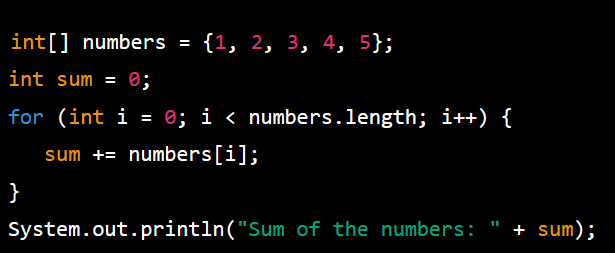 int[] numbers = {1, 2, 3, 4, 5};
int sum = 0;
for (int i = 0; i < numbers.length; i++) {
   sum += numbers[i];
}
System.out.println("Sum of the numbers: " + sum);